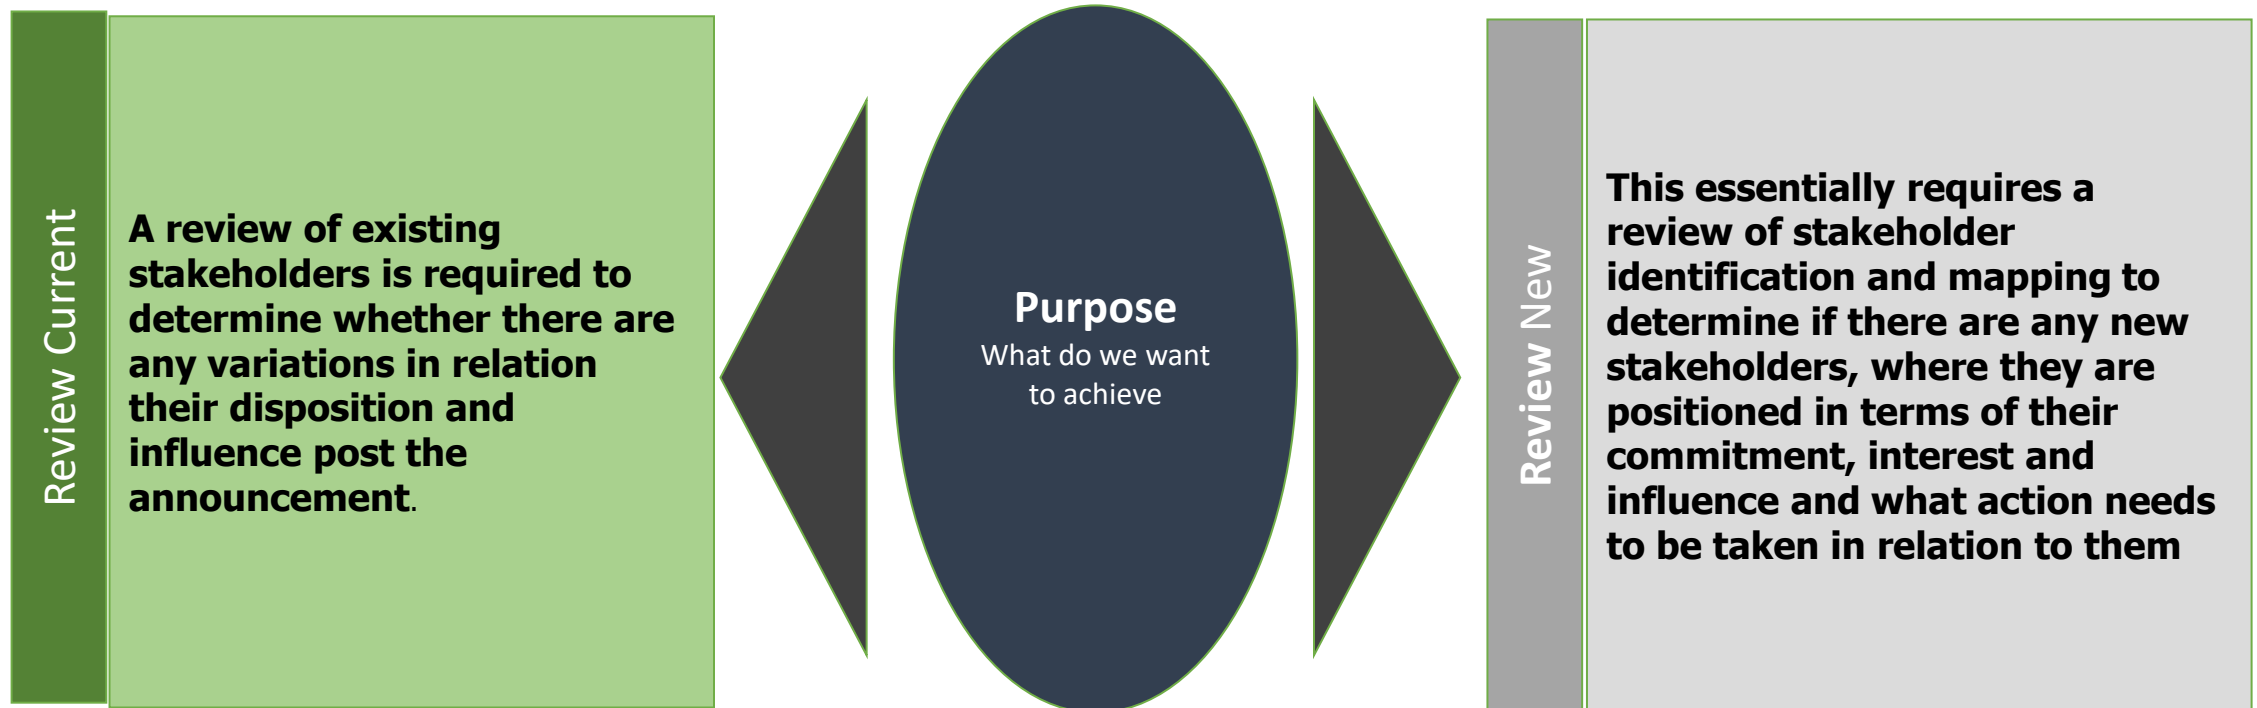 Review Current
A review of existing
stakeholders is required to
determine whether there are
any variations in relation
their disposition and
influence post the
announcement.
Purpose
What do we want
to achieve
Review New
This essentially requires a
review of stakeholder
identification and mapping to
determine if there are any new
stakeholders, where they are
positioned in terms of their
commitment, interest and
influence and what action needs
to be taken in relation to them